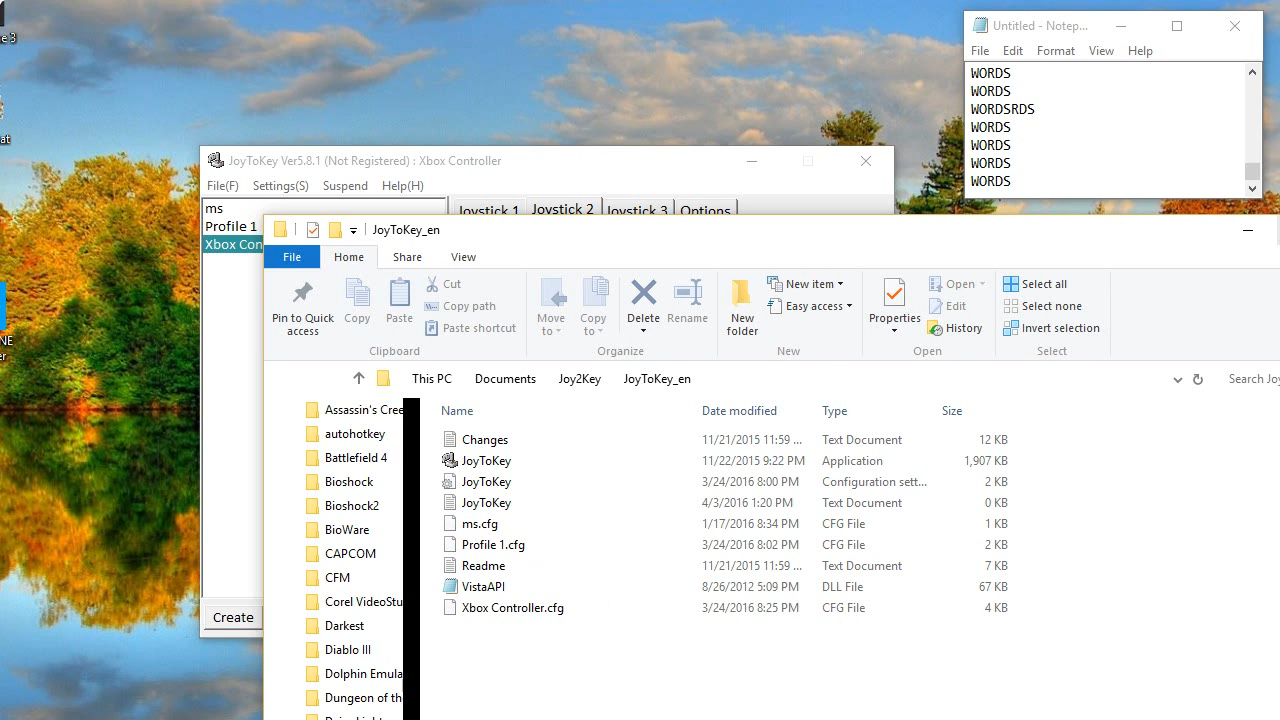 e 3
at
NE
er
Untitled - Notep...
File Edit Format View Help
WORDS
WORDS
WORDSRDS
WORDS
WORDS
WORDS
WORDS
JoyToKey Ver5.8.1 (Not Registered) : Xbox Controller
File(F) Settings(S) Suspend Help(H)
ms
Profile 1
Xbox Con
Joystick 1 Joystick 2 Joystick 3 Options
Create
JoyToKey_en
File Home Share View
Pin to Quick access
Copy
Paste
Cut
Copy path
Paste shortcut
Clipboard
Move to
Copy to
Delete
Rename
Organize
New folder
New item
Easy access
New
Properties
Open
Edit
History
Open
Select all
Select none
Invert selection
Select
This PC Documents Joy2Key JoyToKey_en
Search Joy
Assassin's Cree
autohotkey
Battlefield 4
Bioshock
Bioshock2
BioWare
CAPCOM
CFM
Corel VideoStu
Darkest
Diablo III
Dolphin Emula
Dungeon of th
Name Date modified Type Size
Changes 11/21/2015 11:59 ... Text Document 12 KB
JoyToKey 11/22/2015 9:22 PM Application 1,907 KB
JoyToKey 3/24/2016 8:00 PM Configuration sett... 2 KB
JoyToKey 4/3/2016 1:20 PM Text Document 0 KB
ms.cfg 1/17/2016 8:34 PM CFG File 1 KB
Profile 1.cfg 3/24/2016 8:02 PM CFG File 2 KB
Readme 11/21/2015 11:59 ... Text Document 7 KB
VistaAPI 8/26/2012 5:09 PM DLL File 67 KB
Xbox Controller.cfg 3/24/2016 8:25 PM CFG File 4 KB